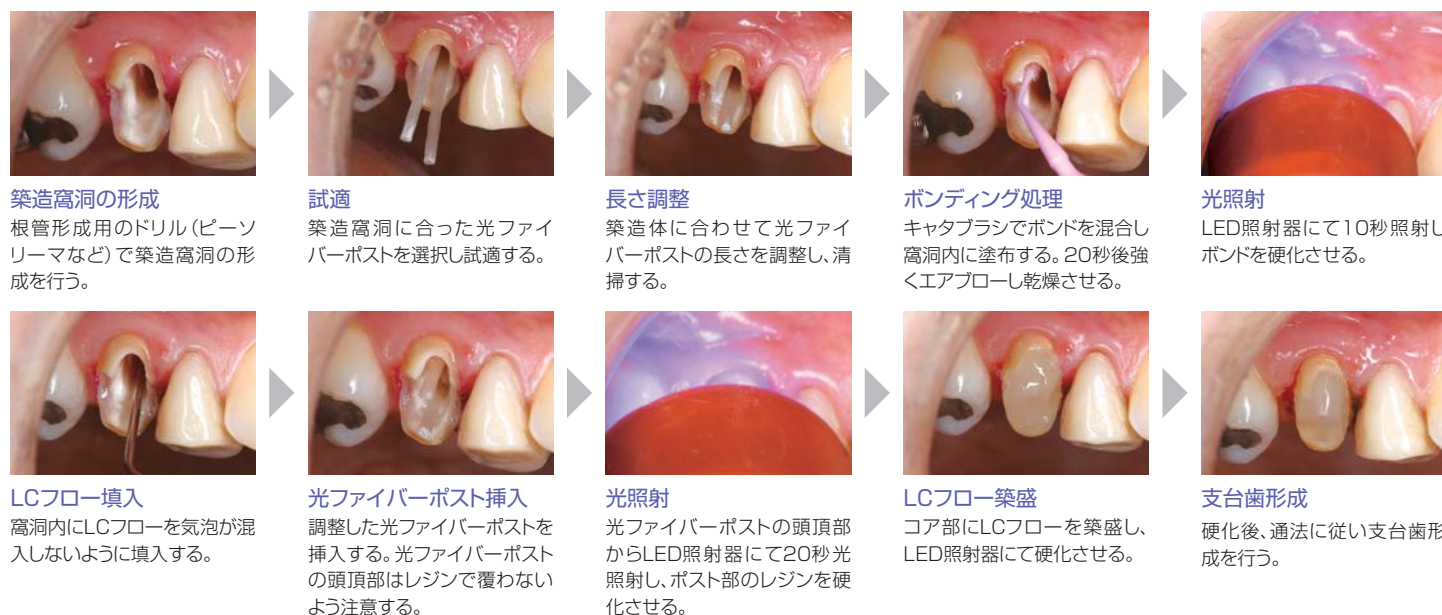 築造窩洞の形成
根管形成用のドリル(ピーソ
リーマなど)で築造窩洞の形
成を行う。
試適
築造窩洞に合った光ファイ
バーポストを選択し試適する。
長さ調整
築造体に合わせて光ファイ
バーポストの長さを調整し、清
掃する。
ボンディング処理
キャタブラシでボンドを混合し
窩洞内に塗布する。20秒後強
くエアブローし乾燥させる。
光照射
LED照射器にて10秒照射し
ボンドを硬化させる。
LCフロー填入
窩洞内にLCフローを気泡が混
入しないように填入する。
光ファイバーポスト挿入
調整した光ファイバーポストを
挿入する。光ファイバーポスト
の頭頂部はレジンで覆わない
よう注意する。
光照射
光ファイバーポストの頭頂部
からLED照射器にて20秒光
照射し、ポスト部のレジンを硬
化させる。
LCフロー築盛
コア部にLCフローを築盛し、
LED照射器にて硬化させる。
支台歯形成
硬化後、通法に従い支台歯形
成を行う。